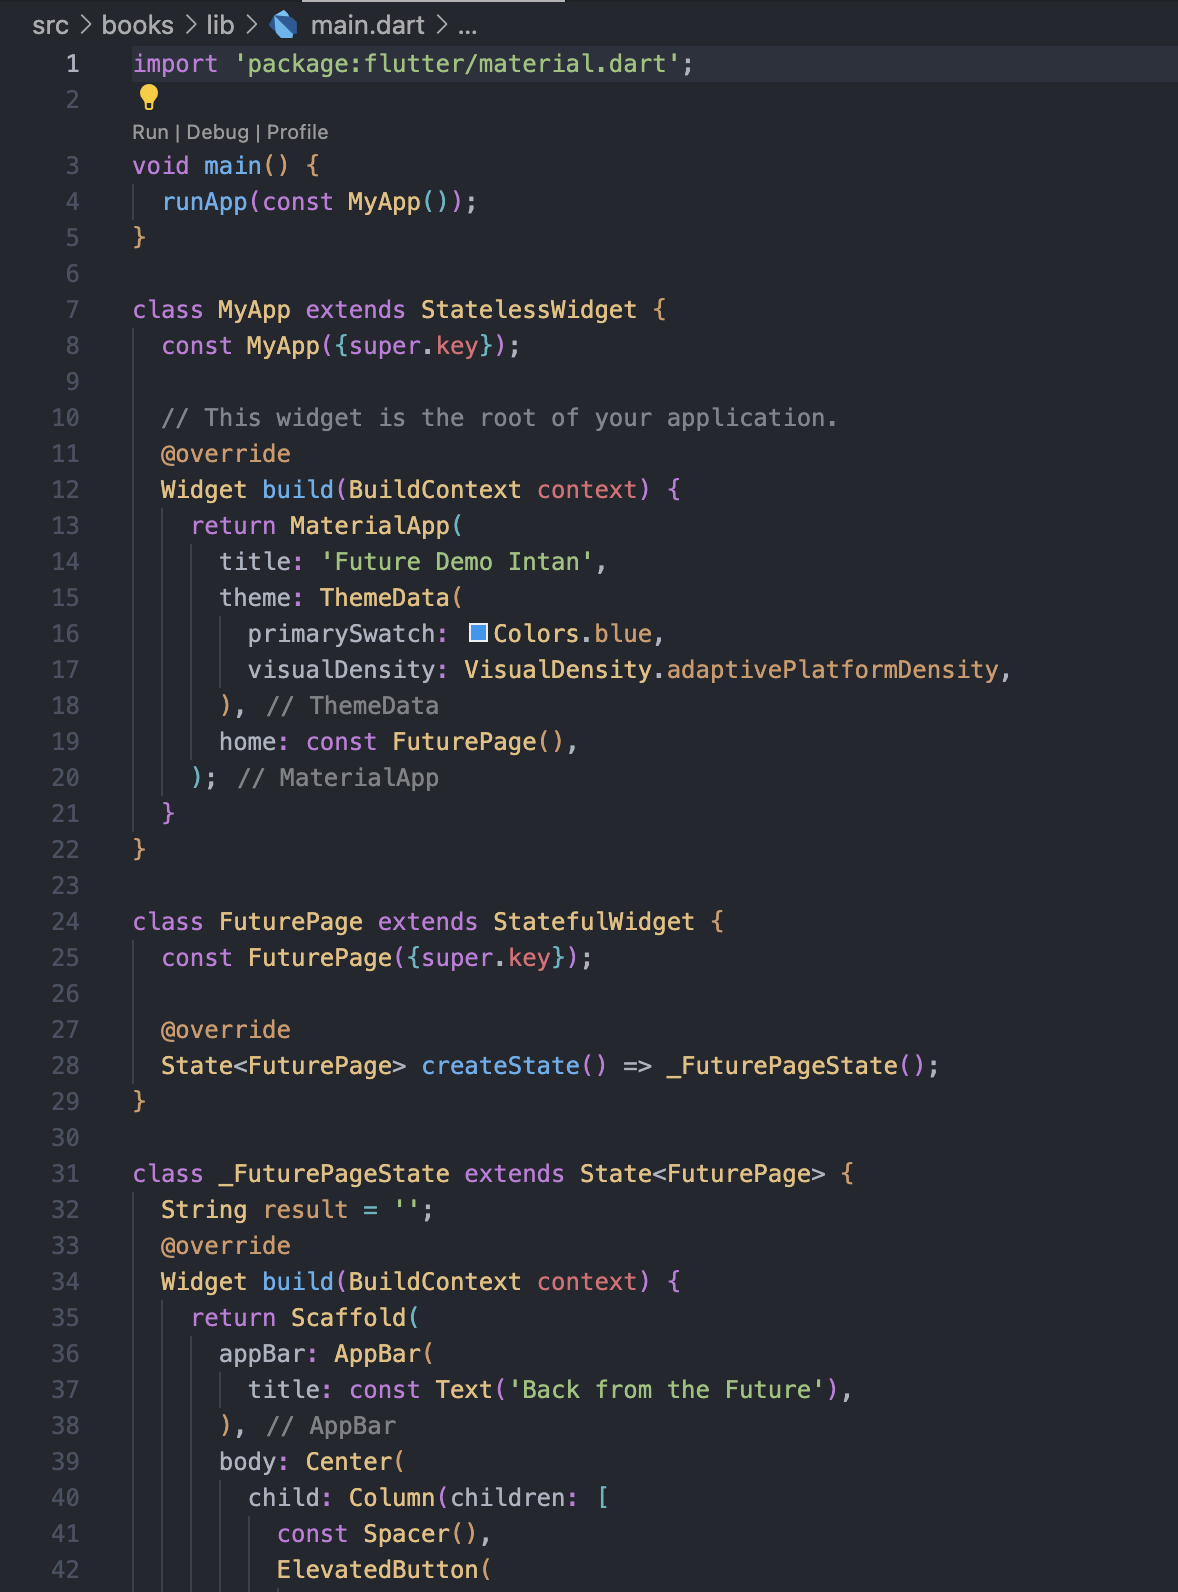 src > books > lib > main.dart > ...
1 import 'package:flutter/material.dart';
2
Run | Debug | Profile
3 void main() {
4   runApp(const MyApp());
5 }
6
7 class MyApp extends StatelessWidget {
8   const MyApp({super.key});
9
10   // This widget is the root of your application.
11   @override
12   Widget build(BuildContext context) {
13     return MaterialApp(
14       title: 'Future Demo Intan',
15       theme: ThemeData(
16         primarySwatch: Colors.blue,
17         visualDensity: VisualDensity.adaptivePlatformDensity,
18       ), // ThemeData
19       home: const FuturePage(),
20     ); // MaterialApp
21   }
22 }
23
24 class FuturePage extends StatefulWidget {
25   const FuturePage({super.key});
26
27   @override
28   State<FuturePage> createState() => _FuturePageState();
29 }
30
31 class _FuturePageState extends State<FuturePage> {
32   String result = '';
33   @override
34   Widget build(BuildContext context) {
35     return Scaffold(
36       appBar: AppBar(
37         title: const Text('Back from the Future'),
38       ), // AppBar
39       body: Center(
40         child: Column(children: [
41           const Spacer(),
42           ElevatedButton(